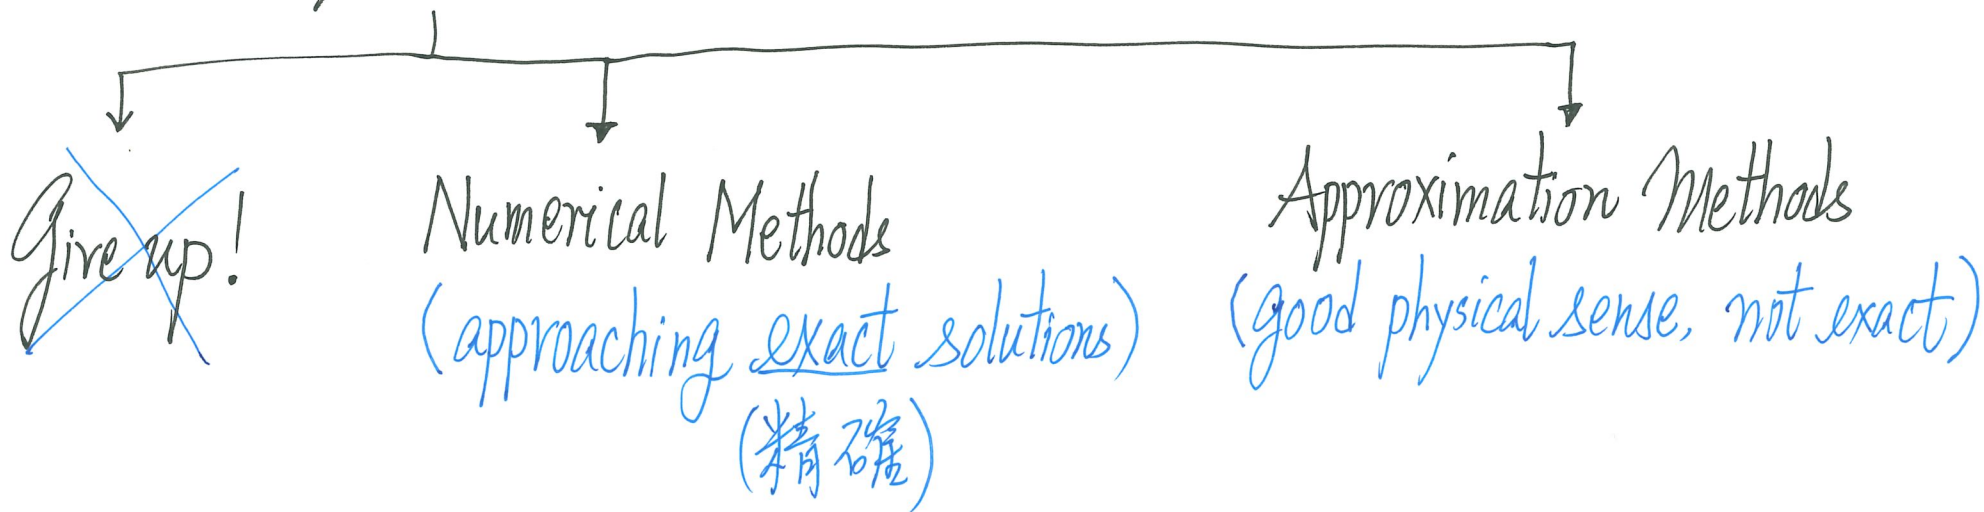 Give up!
Numerical Methods
(approaching exact solutions)
(精確)
Approximation Methods
(good physical sense, not exact)